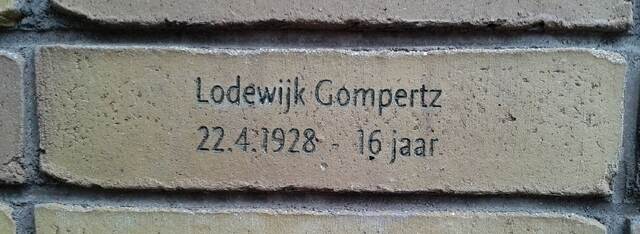 Lodewijk Gompertz
22.4.1928 - 16 jaar